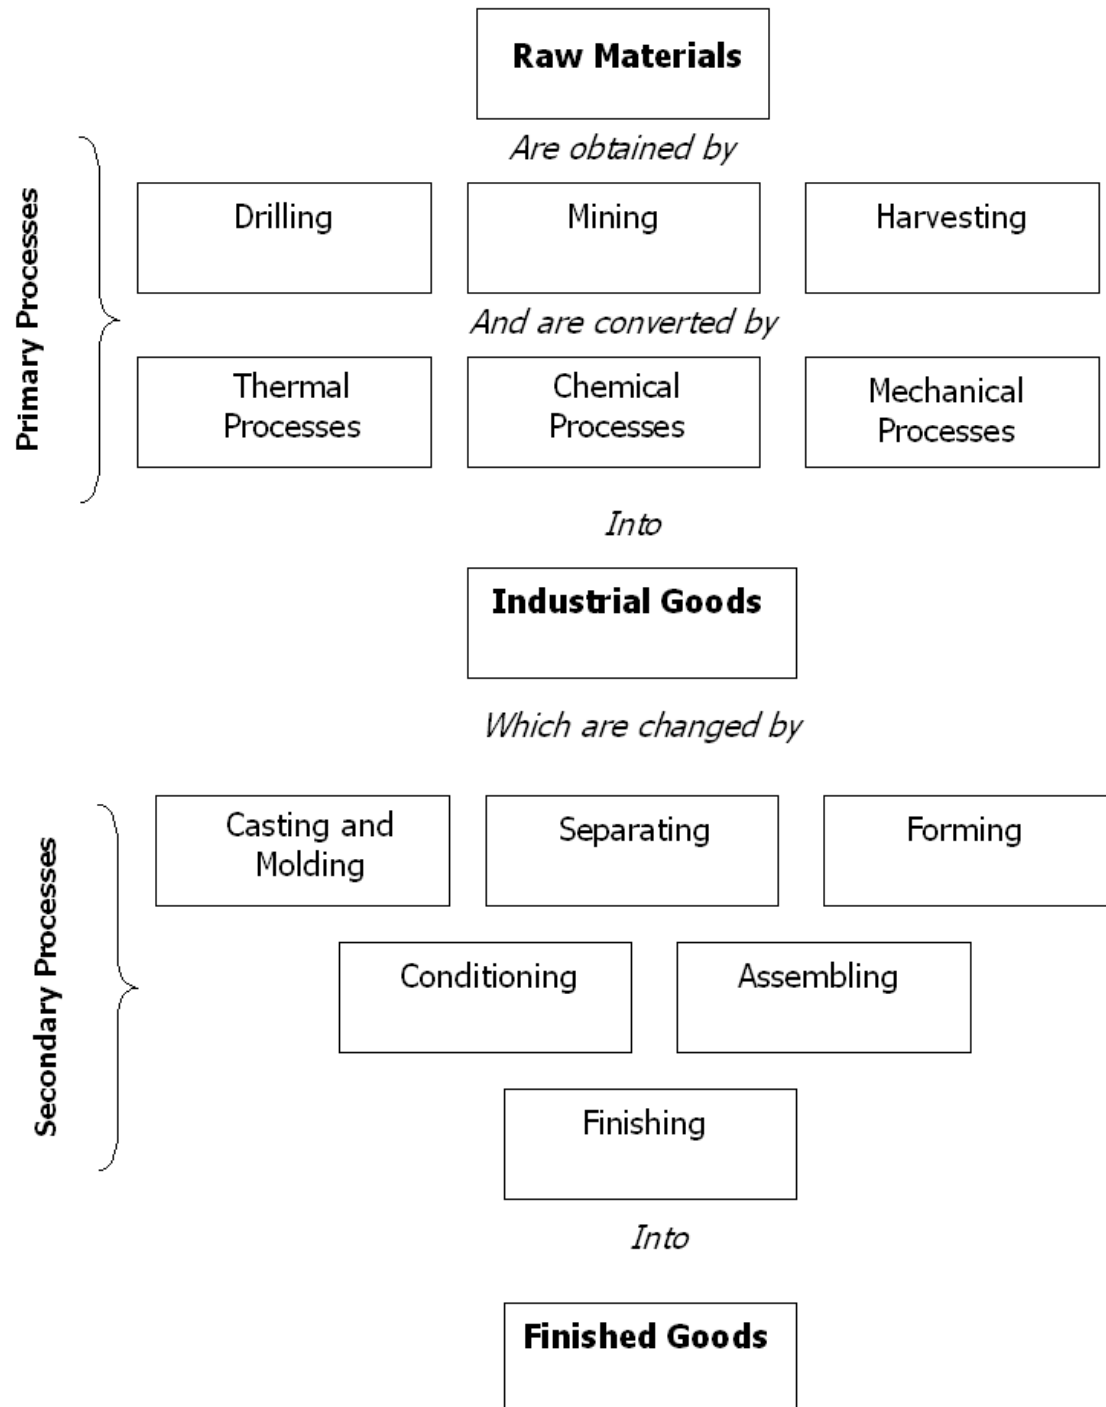 Raw Materials
Are obtained by
Primary Processes
Drilling
Mining
Harvesting
And are converted by
Thermal
Processes
Chemical
Processes
Mechanical
Processes
Into
Industrial Goods
Which are changed by
Secondary Processes
Casting and
Molding
Separating
Forming
Conditioning
Assembling
Finishing
Into
Finished Goods